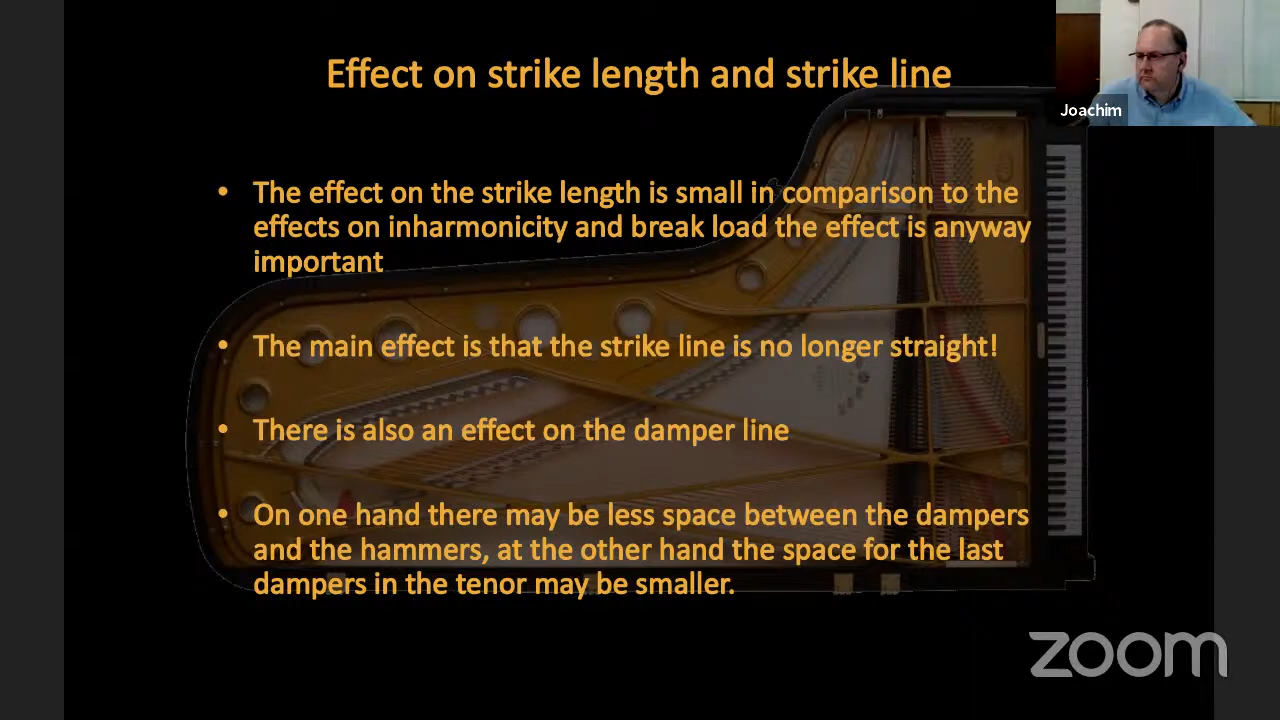 Effect on strike length and strike line
Joachim
• The effect on the strike length is small in comparison to the
effects on inharmonicity and break load the effect is anyway
important
• The main effect is that the strike line is no longer straight!
• There is also an effect on the damper line
• On one hand there may be less space between the dampers
and the hammers, at the other hand the space for the last
dampers in the tenor may be smaller.
zoom